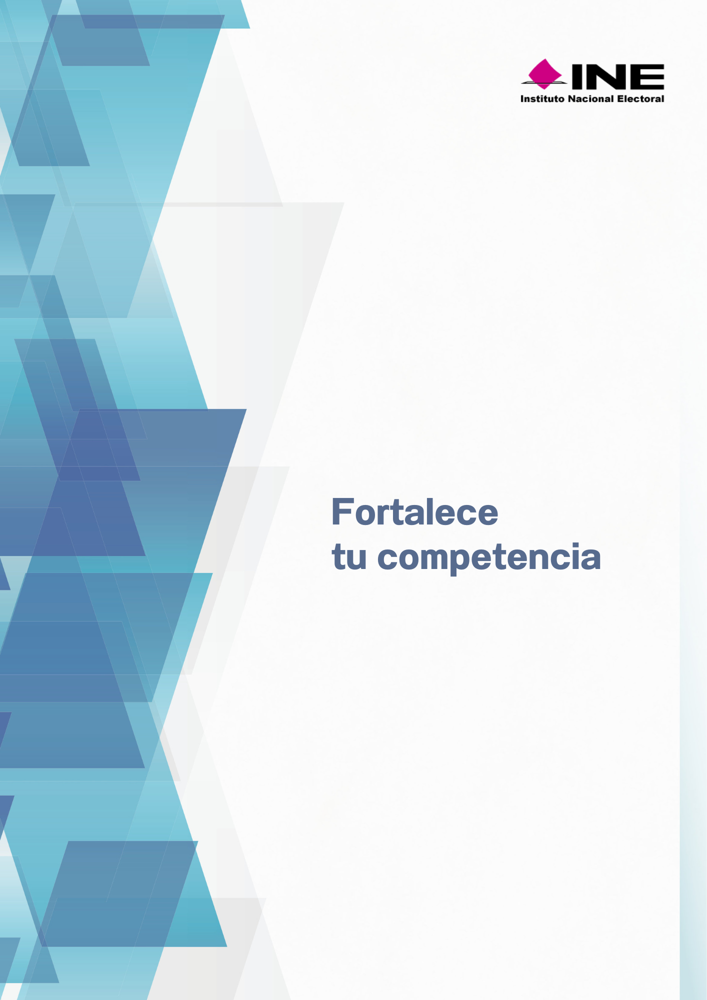 INE
Instituto Nacional Electoral
Fortalece
tu competencia